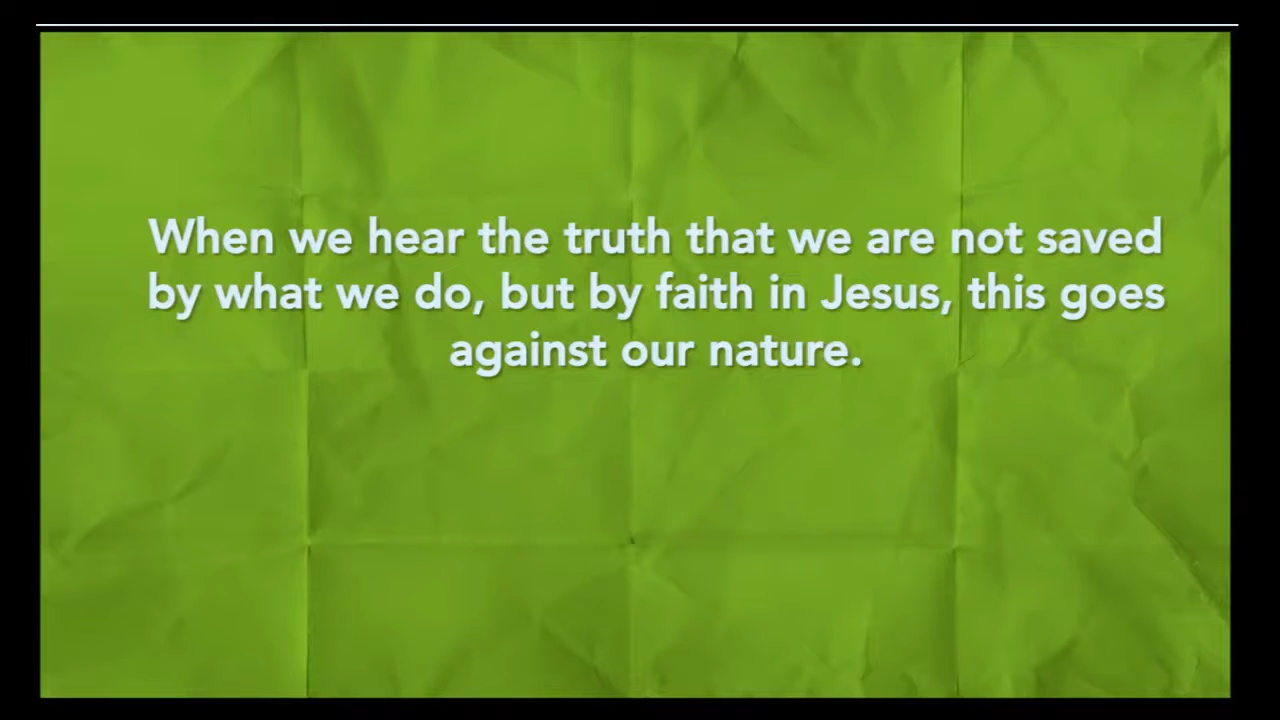 When we hear the truth that we are not saved
by what we do, but by faith in Jesus, this goes
against our nature.